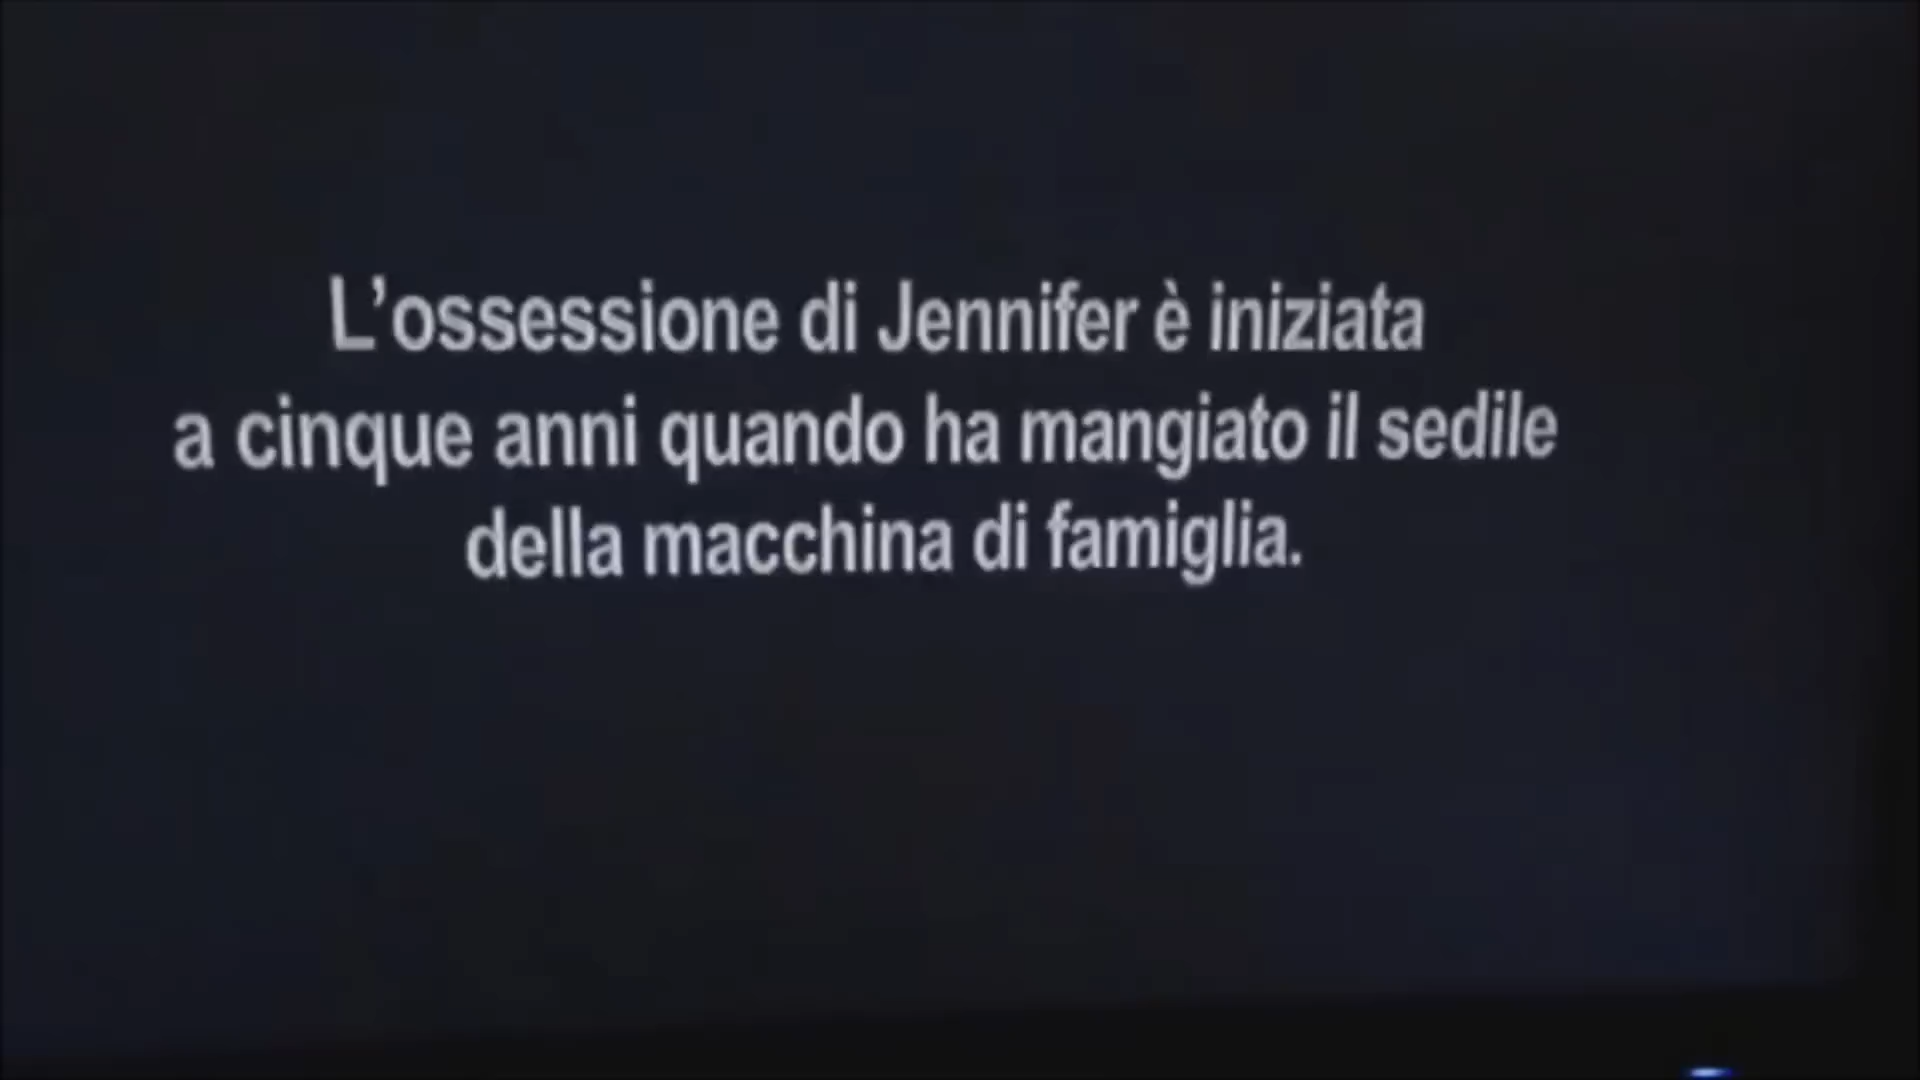 L’ossessione di Jennifer è iniziata
a cinque anni quando ha mangiato il sedile
della macchina di famiglia.